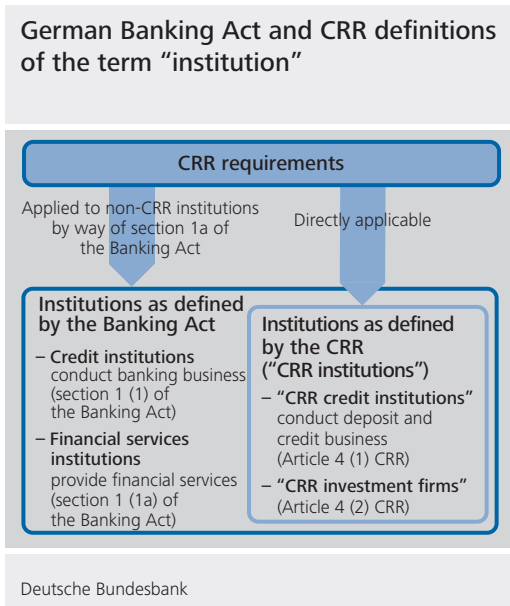 German Banking Act and CRR definitions
of the term “institution”
CRR requirements
Applied to non-CRR institutions
by way of section 1a of
the Banking Act
Directly applicable
Institutions as defined
by the Banking Act
– Credit institutions
conduct banking business
(section 1 (1) of
the Banking Act)
– Financial services
institutions
provide financial services
(section 1 (1a) of
the Banking Act)
Institutions as defined
by the CRR
(“CRR institutions”)
– “CRR credit institutions”
conduct deposit and
credit business
(Article 4 (1) CRR)
– “CRR investment firms”
(Article 4 (2) CRR)
Deutsche Bundesbank